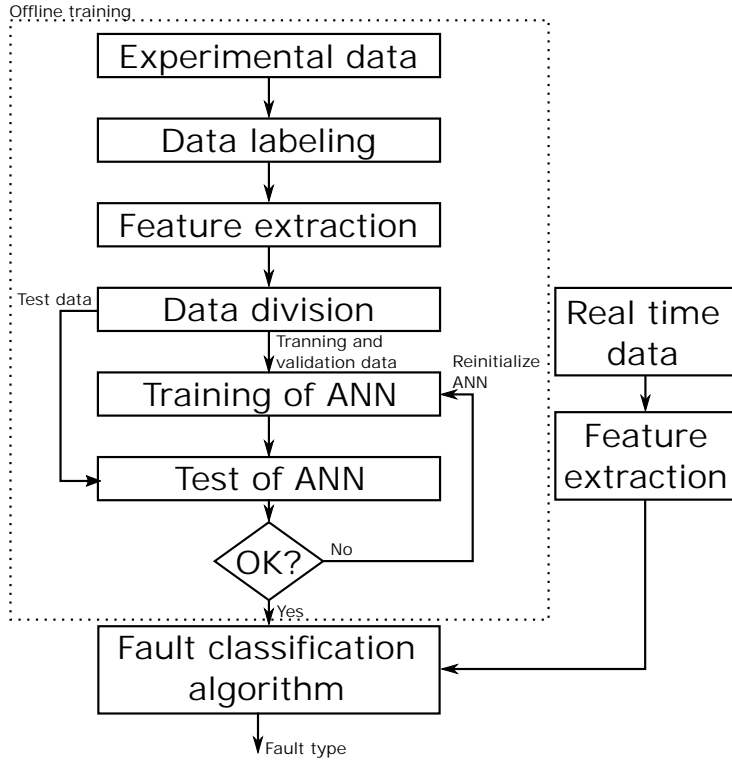 Offline training
Experimental data
Data labeling
Feature extraction
Test data
Data division
Tranning and
validation data
Reinitialize
ANN
Training of ANN
Test of ANN
OK?
No
Yes
Real time
data
Feature
extraction
Fault classification
algorithm
Fault type